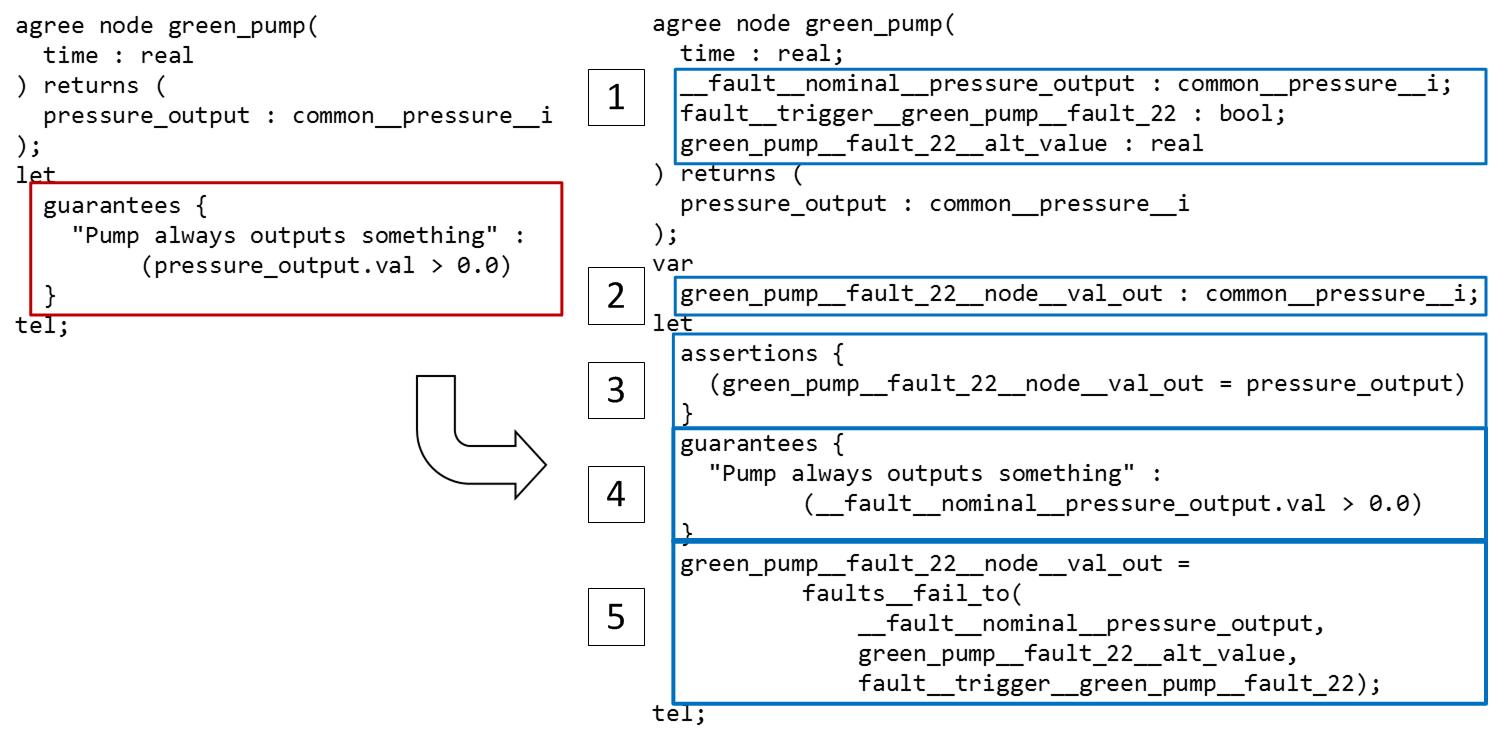 agree node green_pump(
  time : real
) returns (
  pressure_output : common__pressure__i
);
let
  guarantees {
    "Pump always outputs something" :
         (pressure_output.val > 0.0)
  }
tel;
agree node green_pump(
  time : real;
1
  __fault__nominal__pressure_output : common__pressure__i;
  fault__trigger__green_pump__fault_22 : bool;
  green_pump__fault_22__alt_value : real
) returns (
  pressure_output : common__pressure__i
);
var
2
  green_pump__fault_22__node__val_out : common__pressure__i;
let
3
  assertions {
    (green_pump__fault_22__node__val_out = pressure_output)
  }
4
  guarantees {
    "Pump always outputs something" :
           (__fault__nominal__pressure_output.val > 0.0)
  }
5
  green_pump__fault_22__node__val_out =
           faults__fail_to(
               __fault__nominal__pressure_output,
               green_pump__fault_22__alt_value,
               fault__trigger__green_pump__fault_22);
tel;